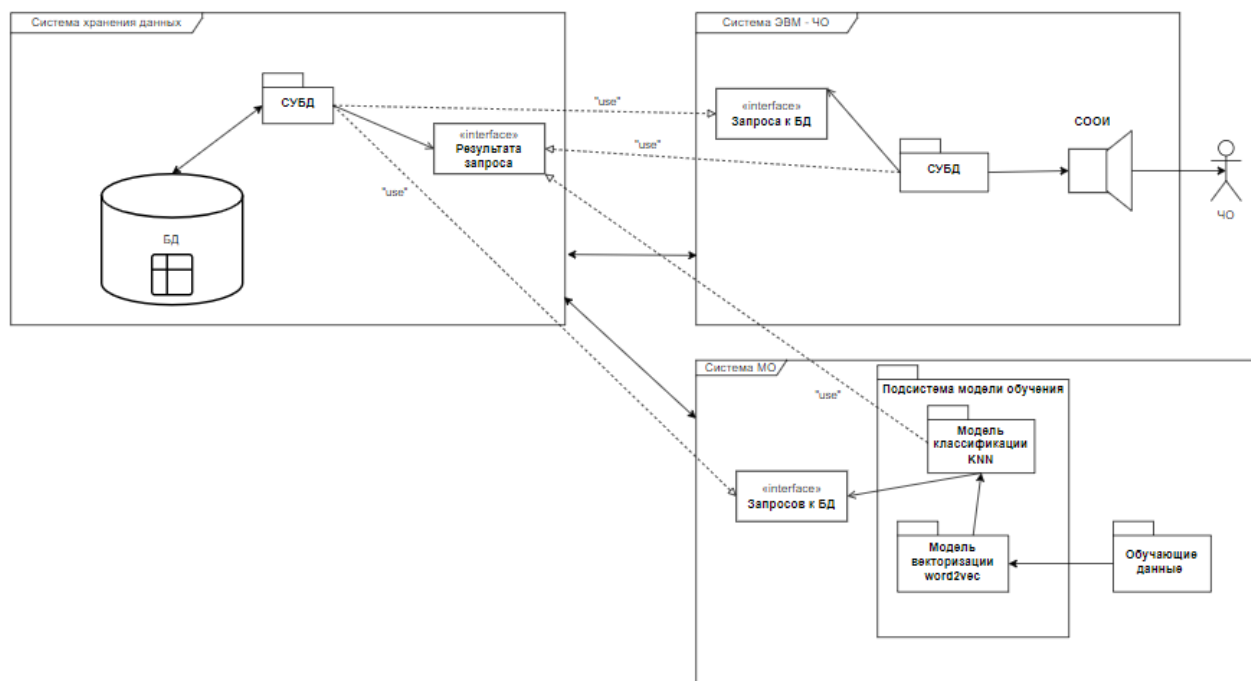 Система хранения данных
СУБД
«interface»
Результата
запроса
БД
"use"
"use"
"use"
Система ЭВМ - ЧО
«interface»
Запроса к БД
СУБД
СООИ
ЧО
Система МО
"use"
Подсистема модели обучения
Модель
классификации
KNN
«interface»
Запросов к БД
Модель
векторизации
word2vec
Обучающие
данные